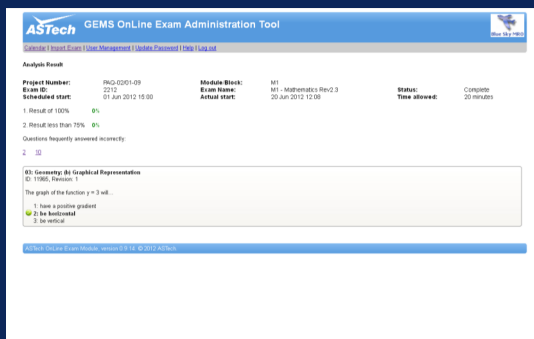 ASTech GEMS OnLine Exam Administration Tool
Blue Sky MRO
Calendar | Import Exam | User Management | Update Password | Help | Log out
Analysis Result
Project Number: PAQ-02/01-09 Module/Block: M1
Exam ID: 2212 Exam Name: M1 - Mathematics Rev2.3 Status: Complete
Scheduled start: 01 Jun 2012 15:00 Actual start: 20 Jun 2012 12:08 Time allowed: 20 minutes
1. Result of 100% 0%
2. Result less than 75% 0%
Questions frequently answered incorrectly:
2 10
03: Geometry; (b) Graphical Representation
ID: 11985, Revision: 1
The graph of the function y = 3 will...
1: have a positive gradient
2: be horizontal
3: be vertical
ASTech OnLine Exam Module, version 0.9.14, © 2012 ASTech